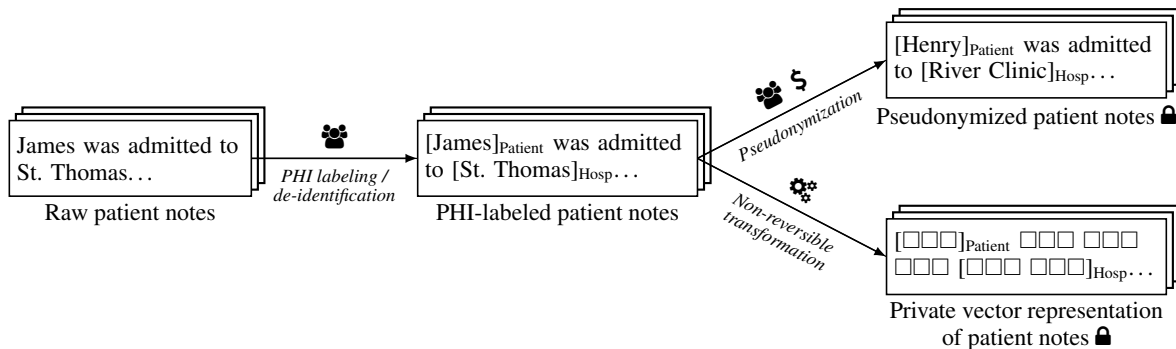 James was admitted to
St. Thomas...
Raw patient notes
PHI labeling /
de-identification
[James]Patient was admitted
to [St. Thomas]Hosp...
PHI-labeled patient notes
$
Pseudonymization
Non-reversible
transformation
[Henry]Patient was admitted
to [River Clinic]Hosp...
Pseudonymized patient notes
[□□□]Patient □□□ □□□
□□□ [□□□ □□□]Hosp...
Private vector representation
of patient notes